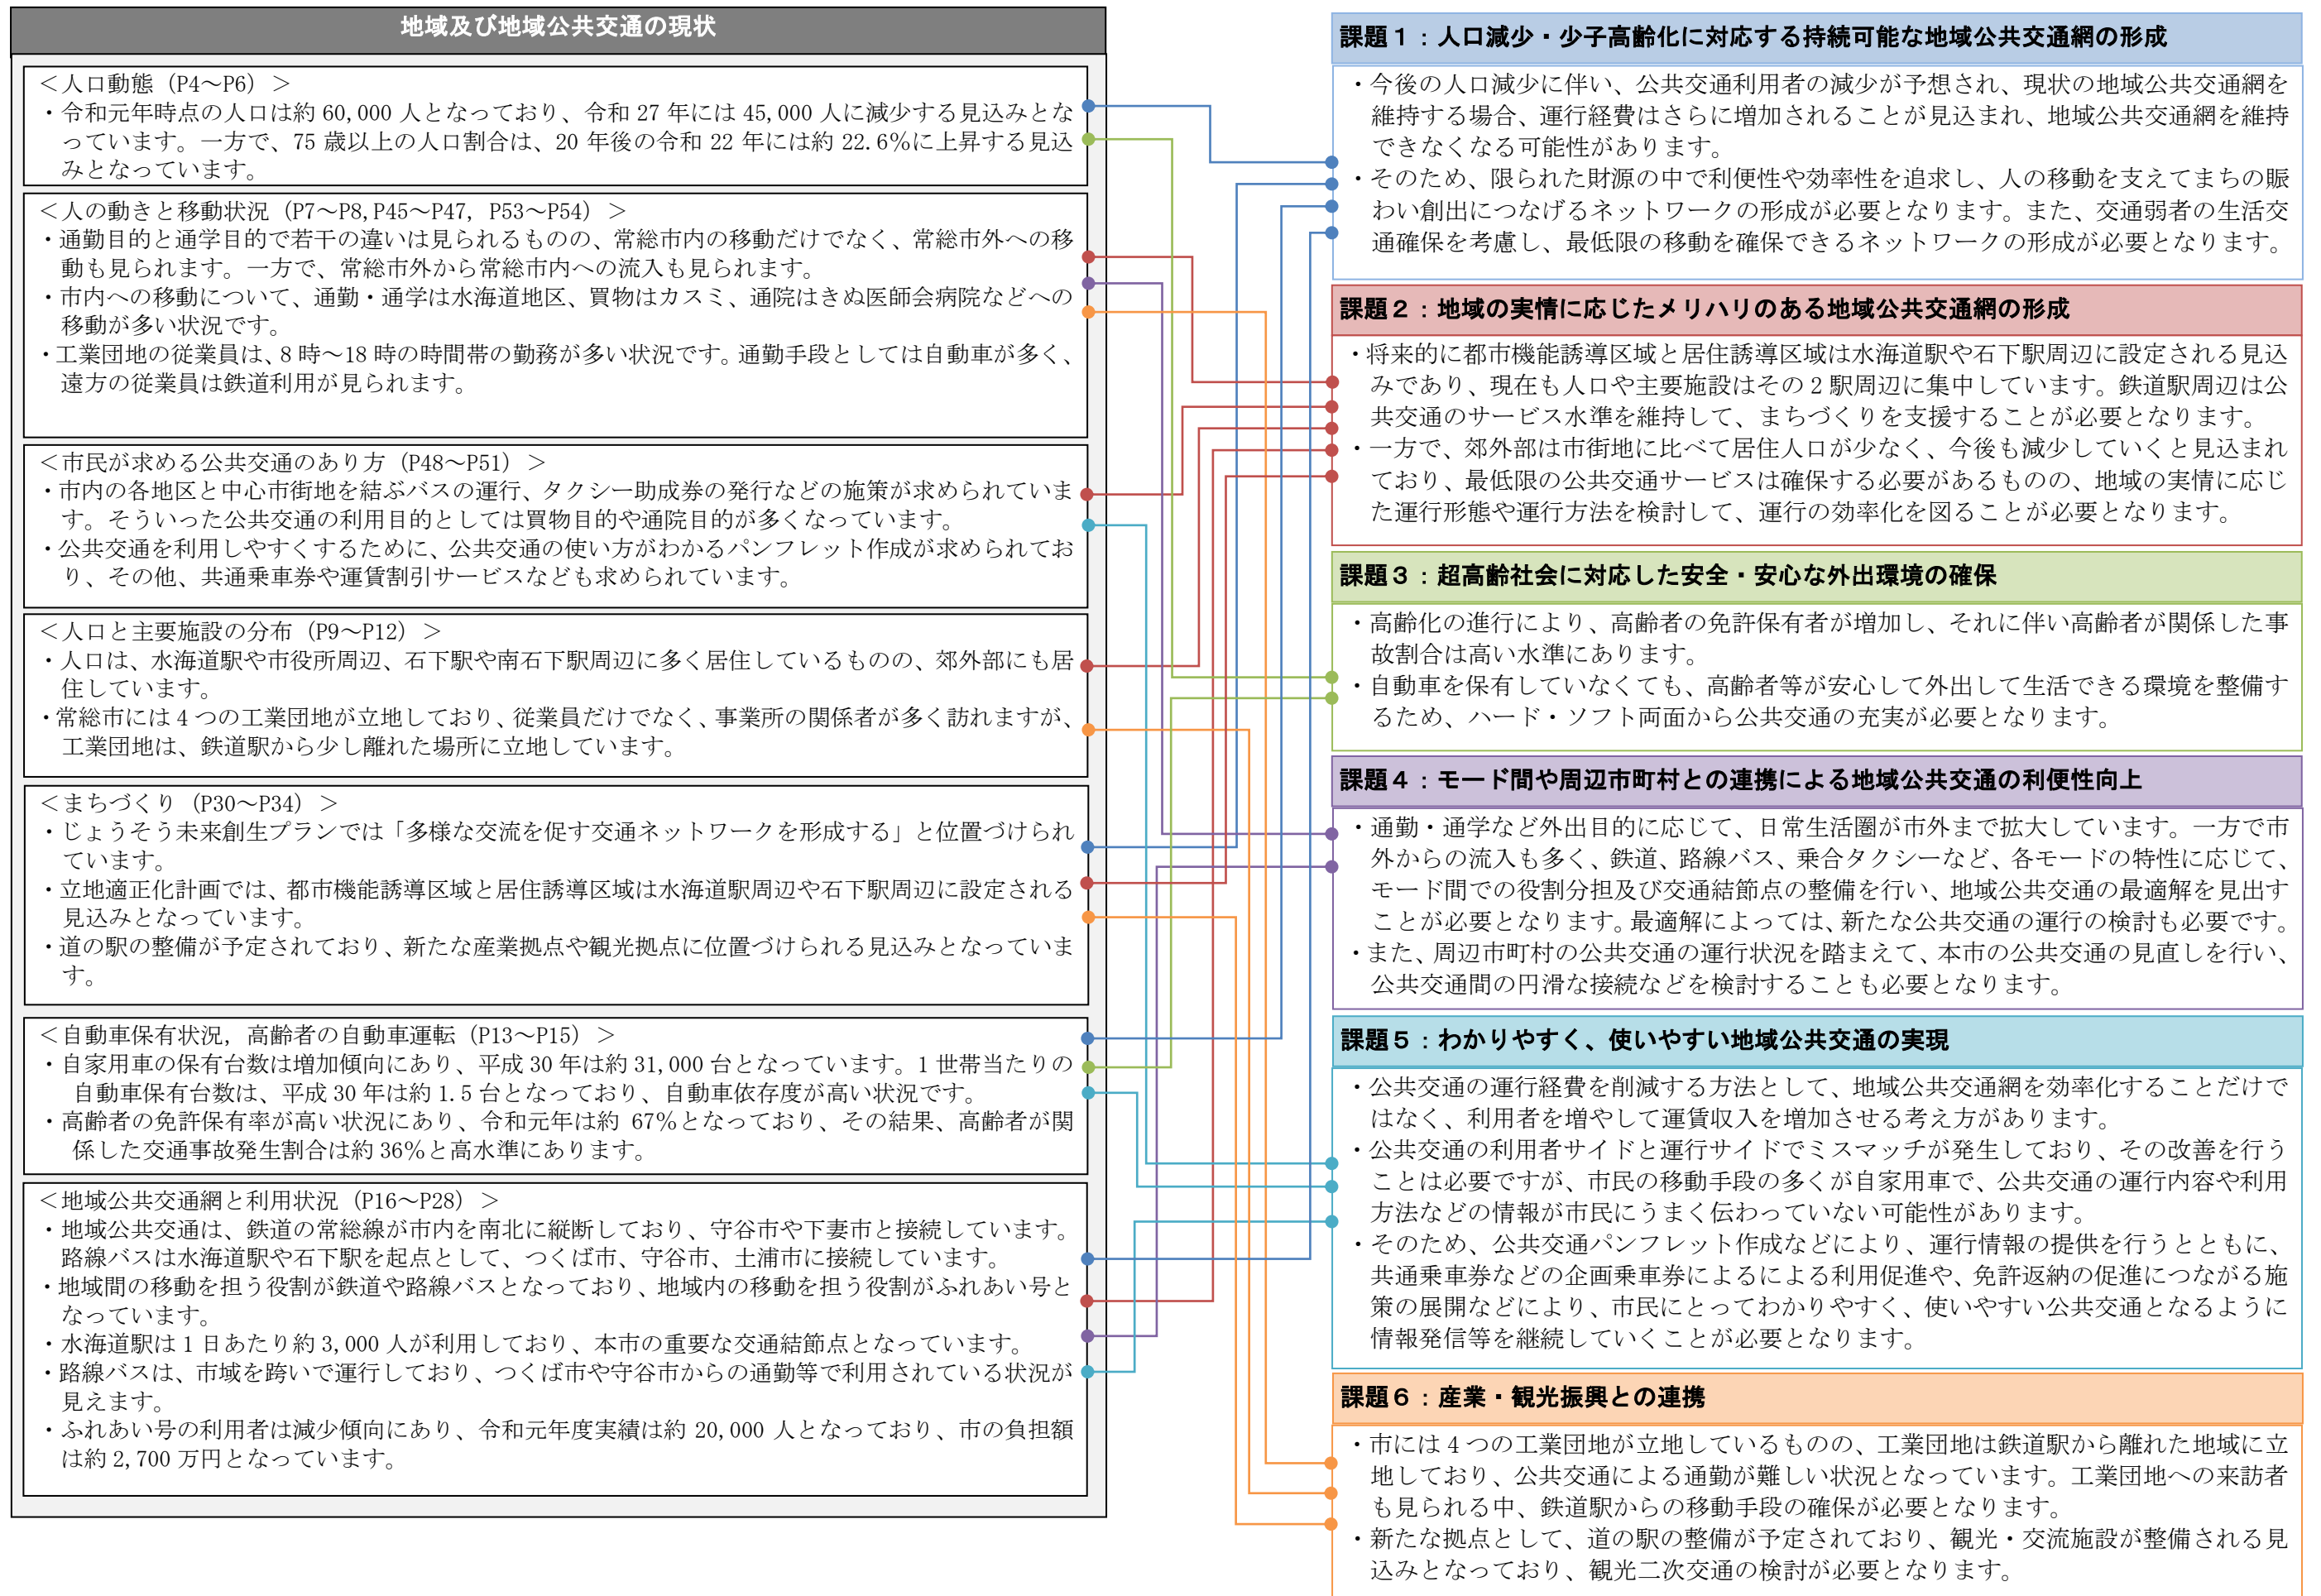 地域及び地域公共交通の現状
＜人口動態（P4～P6）＞
・令和元年時点の人口は約 60,000 人となっており、令和 27 年には 45,000 人に減少する見込みとな
っています。一方で、75 歳以上の人口割合は、20 年後の令和 22 年には約 22.6%に上昇する見込
みとなっています。
＜人の動きと移動状況（P7～P8,P45～P47, P53～P54）＞
・通勤目的と通学目的で若干の違いは見られるものの、常総市内の移動だけでなく、常総市外への移
動も見られます。一方で、常総市外から常総市内への流入も見られます。
・市内への移動について、通勤・通学は水海道地区、買物はカスミ、通院はきぬ医師会病院などへの
移動が多い状況です。
・工業団地の従業員は、8 時～18 時の時間帯の勤務が多い状況です。通勤手段としては自動車が多く、
遠方の従業員は鉄道利用が見られます。
＜市民が求める公共交通のあり方（P48～P51）＞
・市内の各地区と中心市街地を結ぶバスの運行、タクシー助成券の発行などの施策が求められていま
す。そういった公共交通の利用目的としては買物目的や通院目的が多くなっています。
・公共交通を利用しやすくするために、公共交通の使い方がわかるパンフレット作成が求められてお
り、その他、共通乗車券や運賃割引サービスなども求められています。
＜人口と主要施設の分布（P9～P12）＞
・人口は、水海道駅や市役所周辺、石下駅や南石下駅周辺に多く居住しているものの、郊外部にも居
住しています。
・常総市には 4 つの工業団地が立地しており、従業員だけでなく、事業所の関係者が多く訪れますが、
工業団地は、鉄道駅から少し離れた場所に立地しています。
＜まちづくり（P30～P34）＞
・じょうそう未来創生プランでは「多様な交流を促す交通ネットワークを形成する」と位置づけられ
ています。
・立地適正化計画では、都市機能誘導区域と居住誘導区域は水海道駅周辺や石下駅周辺に設定される
見込みとなっています。
・道の駅の整備が予定されており、新たな産業拠点や観光拠点に位置づけられる見込みとなっていま
す。
＜自動車保有状況，高齢者の自動車運転（P13～P15）＞
・自家用車の保有台数は増加傾向にあり、平成 30 年は約 31,000 台となっています。1 世帯当たりの
自動車保有台数は、平成 30 年は約 1.5 台となっており、自動車依存度が高い状況です。
・高齢者の免許保有率が高い状況にあり、令和元年は約 67%となっており、その結果、高齢者が関
係した交通事故発生割合は約 36%と高水準にあります。
＜地域公共交通網と利用状況（P16～P28）＞
・地域公共交通は、鉄道の常総線が市内を南北に縦断しており、守谷市や下妻市と接続しています。
路線バスは水海道駅や石下駅を起点として、つくば市、守谷市、土浦市に接続しています。
・地域間の移動を担う役割が鉄道や路線バスとなっており、地域内の移動を担う役割がふれあい号と
なっています。
・水海道駅は 1 日あたり約 3,000 人が利用しており、本市の重要な交通結節点となっています。
・路線バスは、市域を跨いで運行しており、つくば市や守谷市からの通勤等で利用されている状況が
見えます。
・ふれあい号の利用者は減少傾向にあり、令和元年度実績は約 20,000 人となっており、市の負担額
は約 2,700 万円となっています。
課題１：人口減少・少子高齢化に対応する持続可能な地域公共交通網の形成
・今後の人口減少に伴い、公共交通利用者の減少が予想され、現状の地域公共交通網を
維持する場合、運行経費はさらに増加されることが見込まれ、地域公共交通網を維持
できなくなる可能性があります。
・そのため、限られた財源の中で利便性や効率性を追求し、人の移動を支えてまちの賑
わい創出につなげるネットワークの形成が必要となります。また、交通弱者の生活交
通確保を考慮し、最低限の移動を確保できるネットワークの形成が必要となります。
課題２：地域の実情に応じたメリハリのある地域公共交通網の形成
・将来的に都市機能誘導区域と居住誘導区域は水海道駅や石下駅周辺に設定される見込
みであり、現在も人口や主要施設はその 2 駅周辺に集中しています。鉄道駅周辺は公
共交通のサービス水準を維持して、まちづくりを支援することが必要となります。
・一方で、郊外部は市街地に比べて居住人口が少なく、今後も減少していくと見込まれ
ており、最低限の公共交通サービスは確保する必要があるものの、地域の実情に応じ
た運行形態や運行方法を検討して、運行の効率化を図ることが必要となります。
課題３：超高齢社会に対応した安全・安心な外出環境の確保
・高齢化の進行により、高齢者の免許保有者が増加し、それに伴い高齢者が関係した事
故割合は高い水準にあります。
・自動車を保有していなくても、高齢者等が安心して外出して生活できる環境を整備す
るため、ハード・ソフト両面から公共交通の充実が必要となります。
課題４：モード間や周辺市町村との連携による地域公共交通の利便性向上
・通勤・通学など外出目的に応じて、日常生活圏が市外まで拡大しています。一方で市
外からの流入も多く、鉄道、路線バス、乗合タクシーなど、各モードの特性に応じて、
モード間での役割分担及び交通結節点の整備を行い、地域公共交通の最適解を見出す
ことが必要となります。最適解によっては、新たな公共交通の運行の検討も必要です。
・また、周辺市町村の公共交通の運行状況を踏まえて、本市の公共交通の見直しを行い、
公共交通間の円滑な接続などを検討することも必要となります。
課題５：わかりやすく、使いやすい地域公共交通の実現
・公共交通の運行経費を削減する方法として、地域公共交通網を効率化することだけで
はなく、利用者を増やして運賃収入を増加させる考え方があります。
・公共交通の利用者サイドと運行サイドでミスマッチが発生しており、その改善を行う
ことは必要ですが、市民の移動手段の多くが自家用車で、公共交通の運行内容や利用
方法などの情報が市民にうまく伝わっていない可能性があります。
・そのため、公共交通パンフレット作成などにより、運行情報の提供を行うとともに、
共通乗車券などの企画乗車券によるによる利用促進や、免許返納の促進につながる施
策の展開などにより、市民にとってわかりやすく、使いやすい公共交通となるように
情報発信等を継続していくことが必要となります。
課題６：産業・観光振興との連携
・市には 4 つの工業団地が立地しているものの、工業団地は鉄道駅から離れた地域に立
地しており、公共交通による通勤が難しい状況となっています。工業団地への来訪者
も見られる中、鉄道駅からの移動手段の確保が必要となります。
・新たな拠点として、道の駅の整備が予定されており、観光・交流施設が整備される見
込みとなっており、観光二次交通の検討が必要となります。